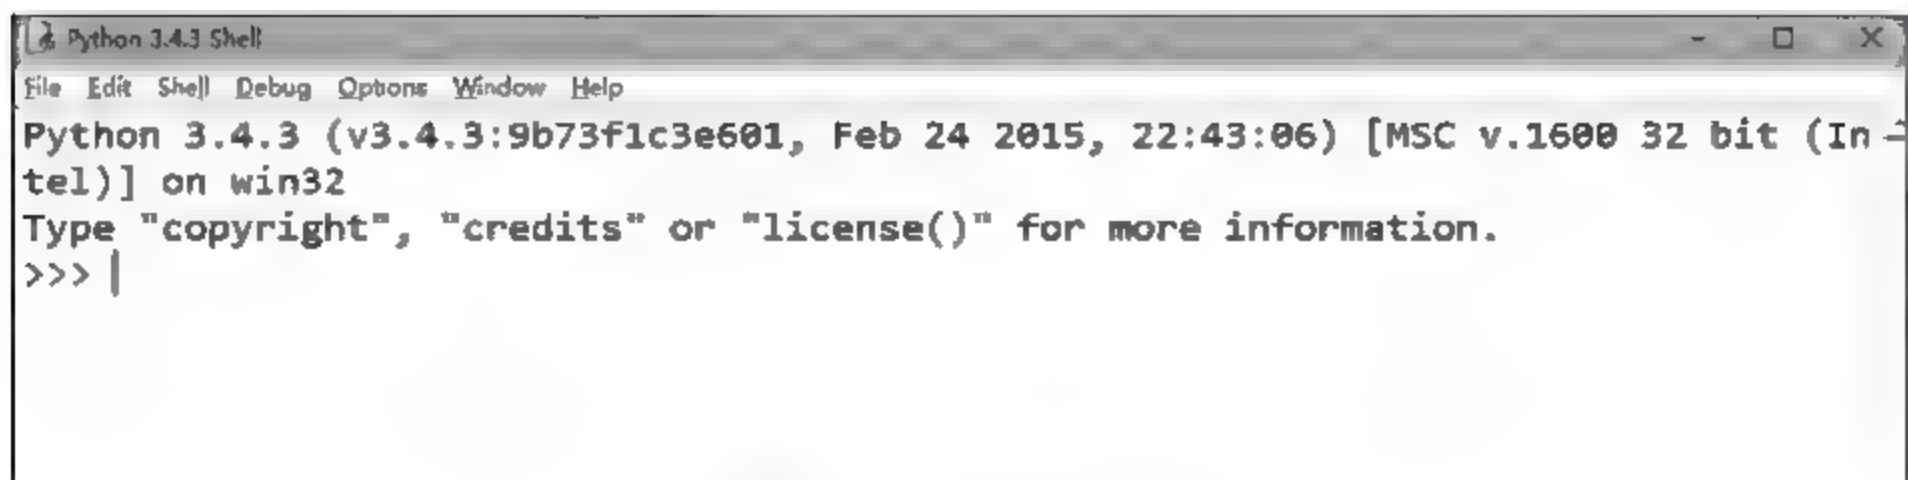 Python 3.4.3 Shell
File Edit Shell Debug Options Window Help
Python 3.4.3 (v3.4.3:9b73f1c3e601, Feb 24 2015, 22:43:06) [MSC v.1600 32 bit (In
tel)] on win32
Type "copyright", "credits" or "license()" for more information.
>>>